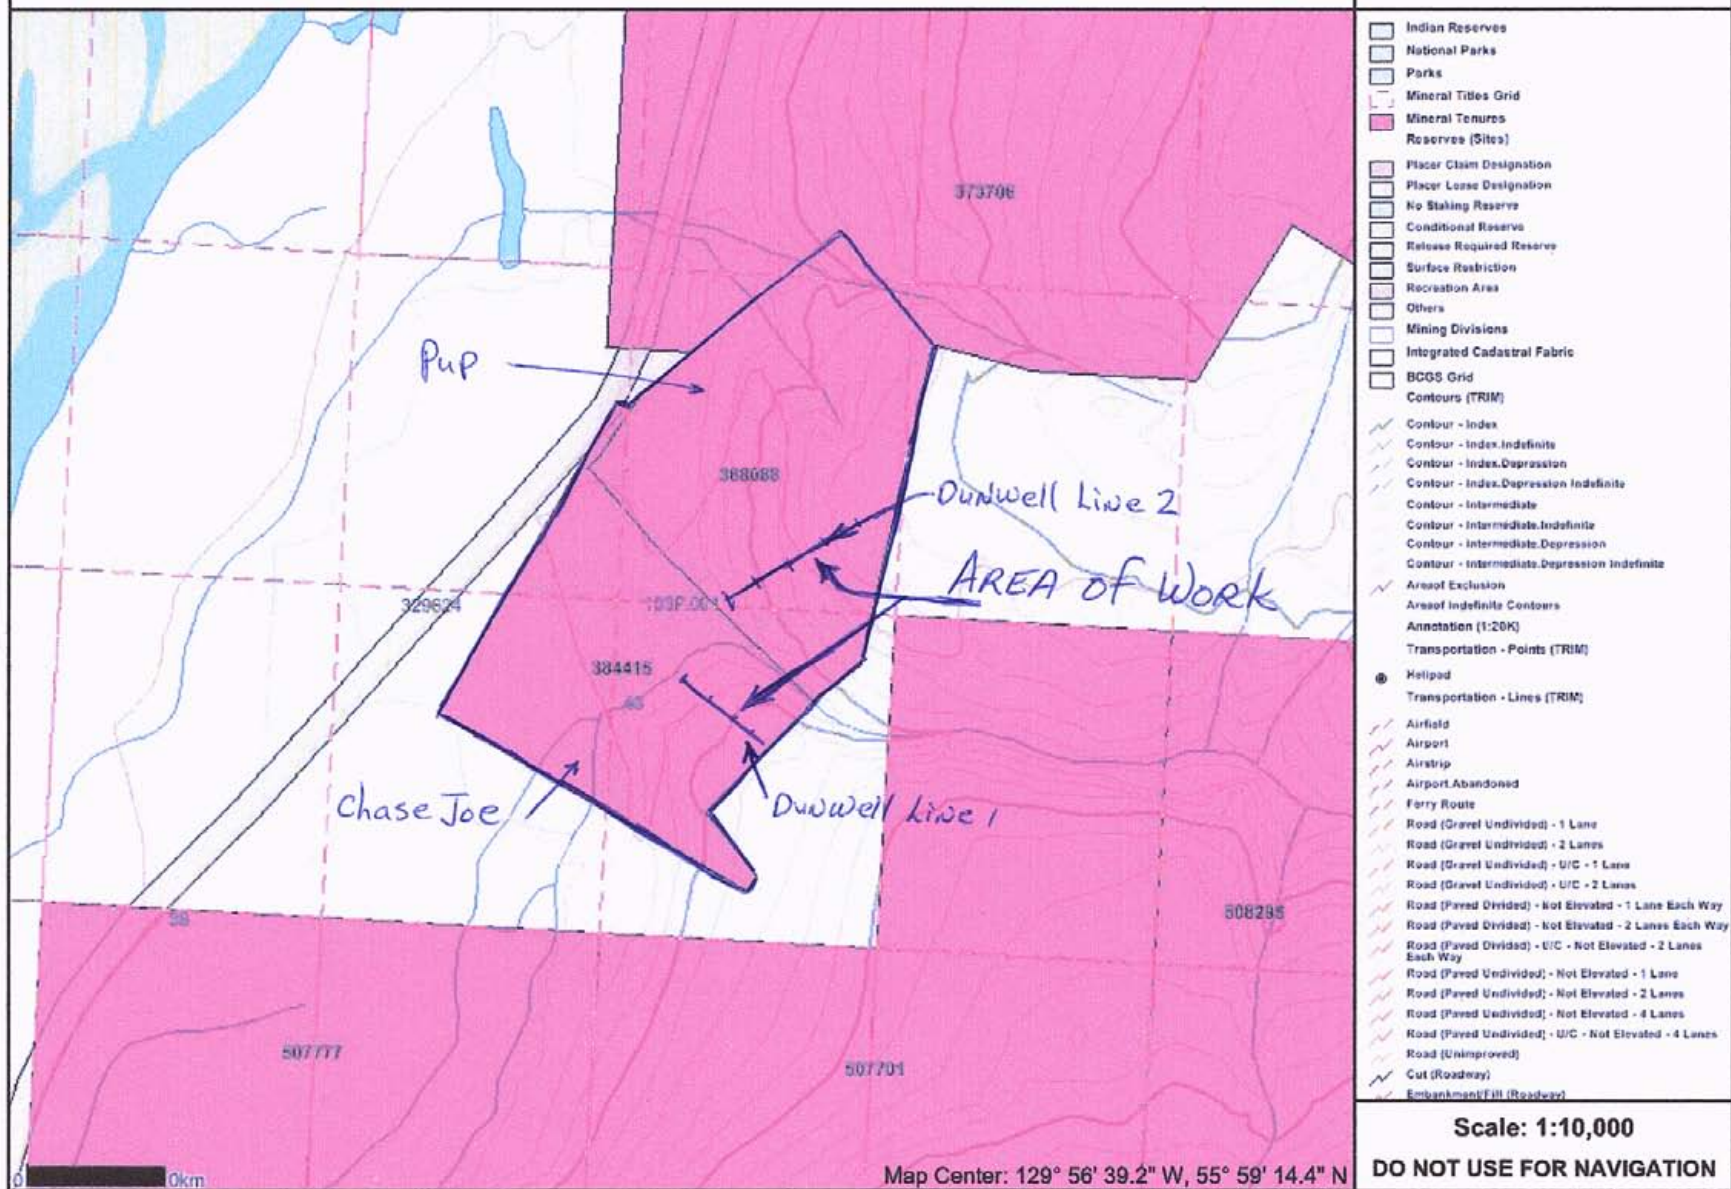 373706
Pup
388088
Dunwell Line 2
AREA of WORK
329624
384415
Chase Joe
Dunwell Line 1
508295
507777
507701
0
0km
Map Center: 129° 56' 39.2" W, 55° 59' 14.4" N
Indian Reserves
National Parks
Parks
Mineral Titles Grid
Mineral Tenures
Reserves (Sites)
Placer Claim Designation
Placer Lease Designation
No Staking Reserve
Conditional Reserve
Release Required Reserve
Surface Restriction
Recreation Area
Others
Mining Divisions
Integrated Cadastral Fabric
BCGS Grid
Contours (TRIM)
Contour - Index
Contour - Index.Indefinite
Contour - Index.Depression
Contour - Index.Depression Indefinite
Contour - Intermediate
Contour - Intermediate.Indefinite
Contour - Intermediate.Depression
Contour - Intermediate.Depression Indefinite
Areaof Exclusion
Areaof Indefinite Contours
Annotation (1:20K)
Transportation - Points (TRIM)
Helipad
Transportation - Lines (TRIM)
Airfield
Airport
Airstrip
Airport.Abandoned
Ferry Route
Road (Gravel Undivided) - 1 Lane
Road (Gravel Undivided) - 2 Lanes
Road (Gravel Undivided) - U/C - 1 Lane
Road (Gravel Undivided) - U/C - 2 Lanes
Road (Paved Divided) - Not Elevated - 1 Lane Each Way
Road (Paved Divided) - Not Elevated - 2 Lanes Each Way
Road (Paved Divided) - U/C - Not Elevated - 2 Lanes
Each Way
Road (Paved Undivided) - Not Elevated - 1 Lane
Road (Paved Undivided) - Not Elevated - 2 Lanes
Road (Paved Undivided) - Not Elevated - 4 Lanes
Road (Paved Undivided) - U/C - Not Elevated - 4 Lanes
Road (Unimproved)
Cut (Roadway)
Embankment/Fill (Roadway)
Scale: 1:10,000
DO NOT USE FOR NAVIGATION